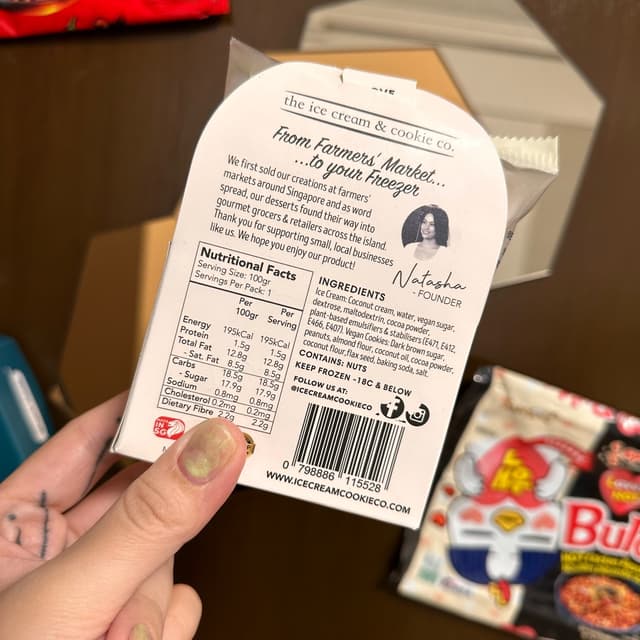 the ice cream & cookie co.
From Farmers' Market...
...to your Freezer
We first sold our creations at farmers'
markets around Singapore and as word
spread, our desserts found their way into
gourmet grocers & retailers across the island.
Thank you for supporting small, local businesses
like us. We hope you enjoy our product!
Natasha
- FOUNDER
Nutritional Facts
Serving Size: 100gr
Servings Per Pack: 1
Per 100gr Per Serving
Energy 195kCal 195kCal
Protein 1.5g 1.5g
Total Fat 12.8g 12.8g
- Sat. Fat 8.5g 8.5g
Carbs 18.5g 18.5g
- Sugar 17.9g 17.9g
Sodium 0.8mg 0.8mg
Cholesterol 0.2mg 0.2mg
Dietary Fibre 2.2g 2.2g
INGREDIENTS
Ice Cream: Coconut cream, water, vegan sugar,
dextrose, maltodextrin, cocoa powder,
plant-based emulsifiers & stabilisers (E471, E412,
E466, E407). Vegan Cookies: Dark brown sugar,
peanuts, almond flour, coconut oil, cocoa powder,
coconut flour, flax seed, baking soda, salt.
CONTAINS: NUTS
KEEP FROZEN -18C & BELOW
FOLLOW US AT:
@ICECREAMCOOKIECO
0 798886 115528
WWW.ICECREAMCOOKIECO.COM
IN
SG
Bul